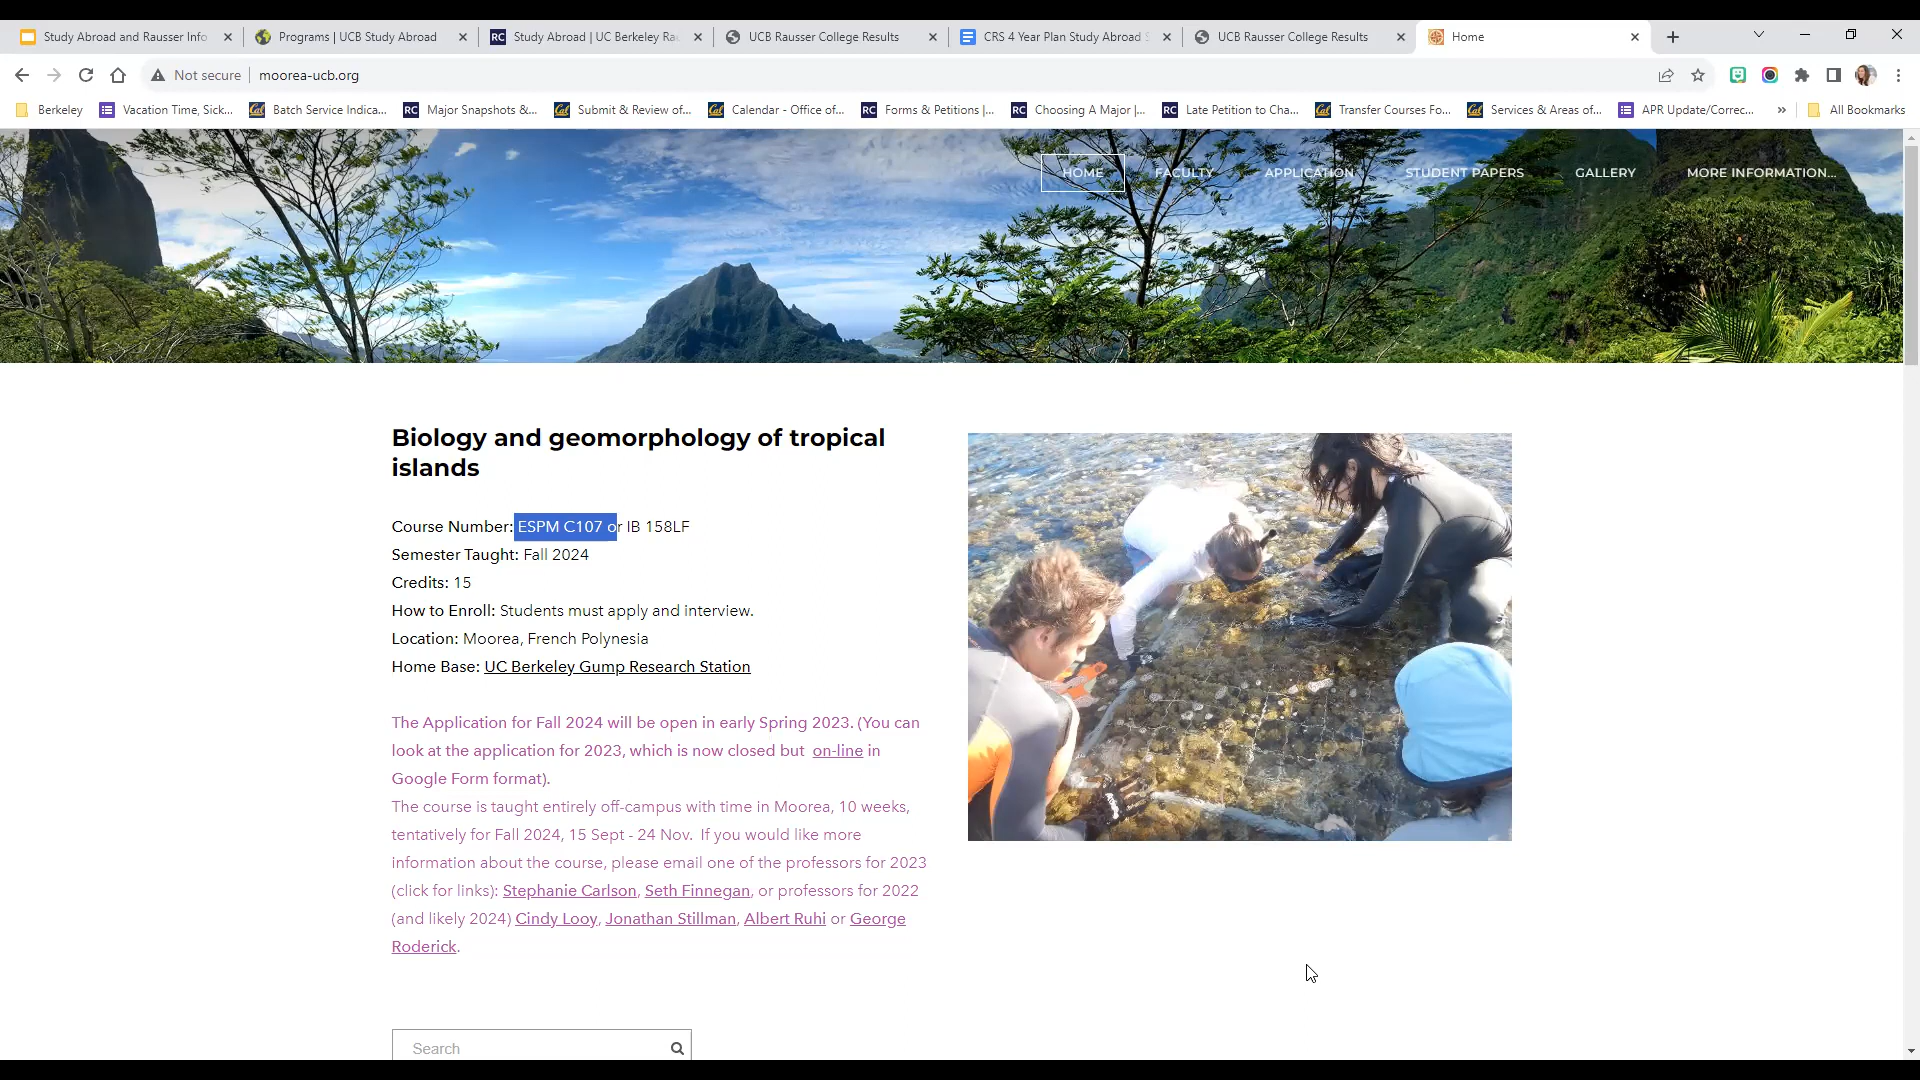 Study Abroad and Rausser Info
Programs | UCB Study Abroad
RC Study Abroad | UC Berkeley Ra
UCB Rausser College Results
CRS 4 Year Plan Study Abroad S
UCB Rausser College Results
Home
Not secure | moorea-ucb.org
Berkeley
Vacation Time, Sick...
Cal Batch Service Indica...
RC Major Snapshots &...
Cal Submit & Review of...
Cal Calendar - Office of...
RC Forms & Petitions |...
RC Choosing A Major |...
RC Late Petition to Cha...
Cal Transfer Courses Fo...
Cal Services & Areas of...
APR Update/Correc...
»
All Bookmarks
HOME
FACULTY
APPLICATION
STUDENT PAPERS
GALLERY
MORE INFORMATION...
Biology and geomorphology of tropical
islands
Course Number: ESPM C107 or IB 158LF
Semester Taught: Fall 2024
Credits: 15
How to Enroll: Students must apply and interview.
Location: Moorea, French Polynesia
Home Base: UC Berkeley Gump Research Station
The Application for Fall 2024 will be open in early Spring 2023. (You can
look at the application for 2023, which is now closed but on-line in
Google Form format).
The course is taught entirely off-campus with time in Moorea, 10 weeks,
tentatively for Fall 2024, 15 Sept - 24 Nov. If you would like more
information about the course, please email one of the professors for 2023
(click for links): Stephanie Carlson, Seth Finnegan, or professors for 2022
(and likely 2024) Cindy Looy, Jonathan Stillman, Albert Ruhi or George
Roderick.
Search